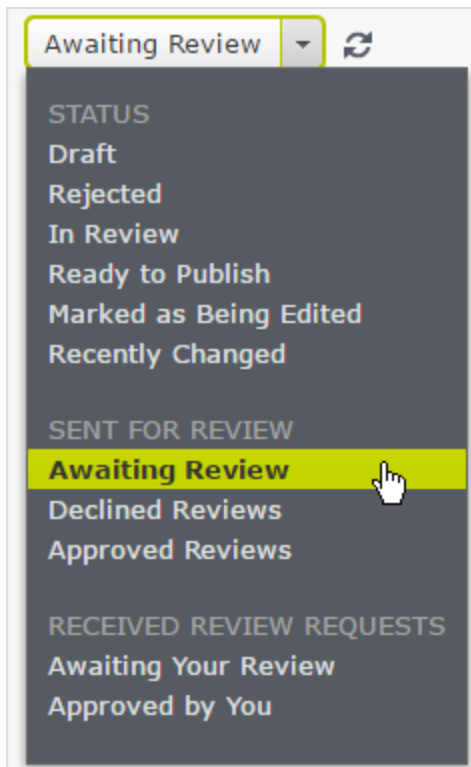 Awaiting Review
STATUS
Draft
Rejected
In Review
Ready to Publish
Marked as Being Edited
Recently Changed
SENT FOR REVIEW
Awaiting Review
Declined Reviews
Approved Reviews
RECEIVED REVIEW REQUESTS
Awaiting Your Review
Approved by You